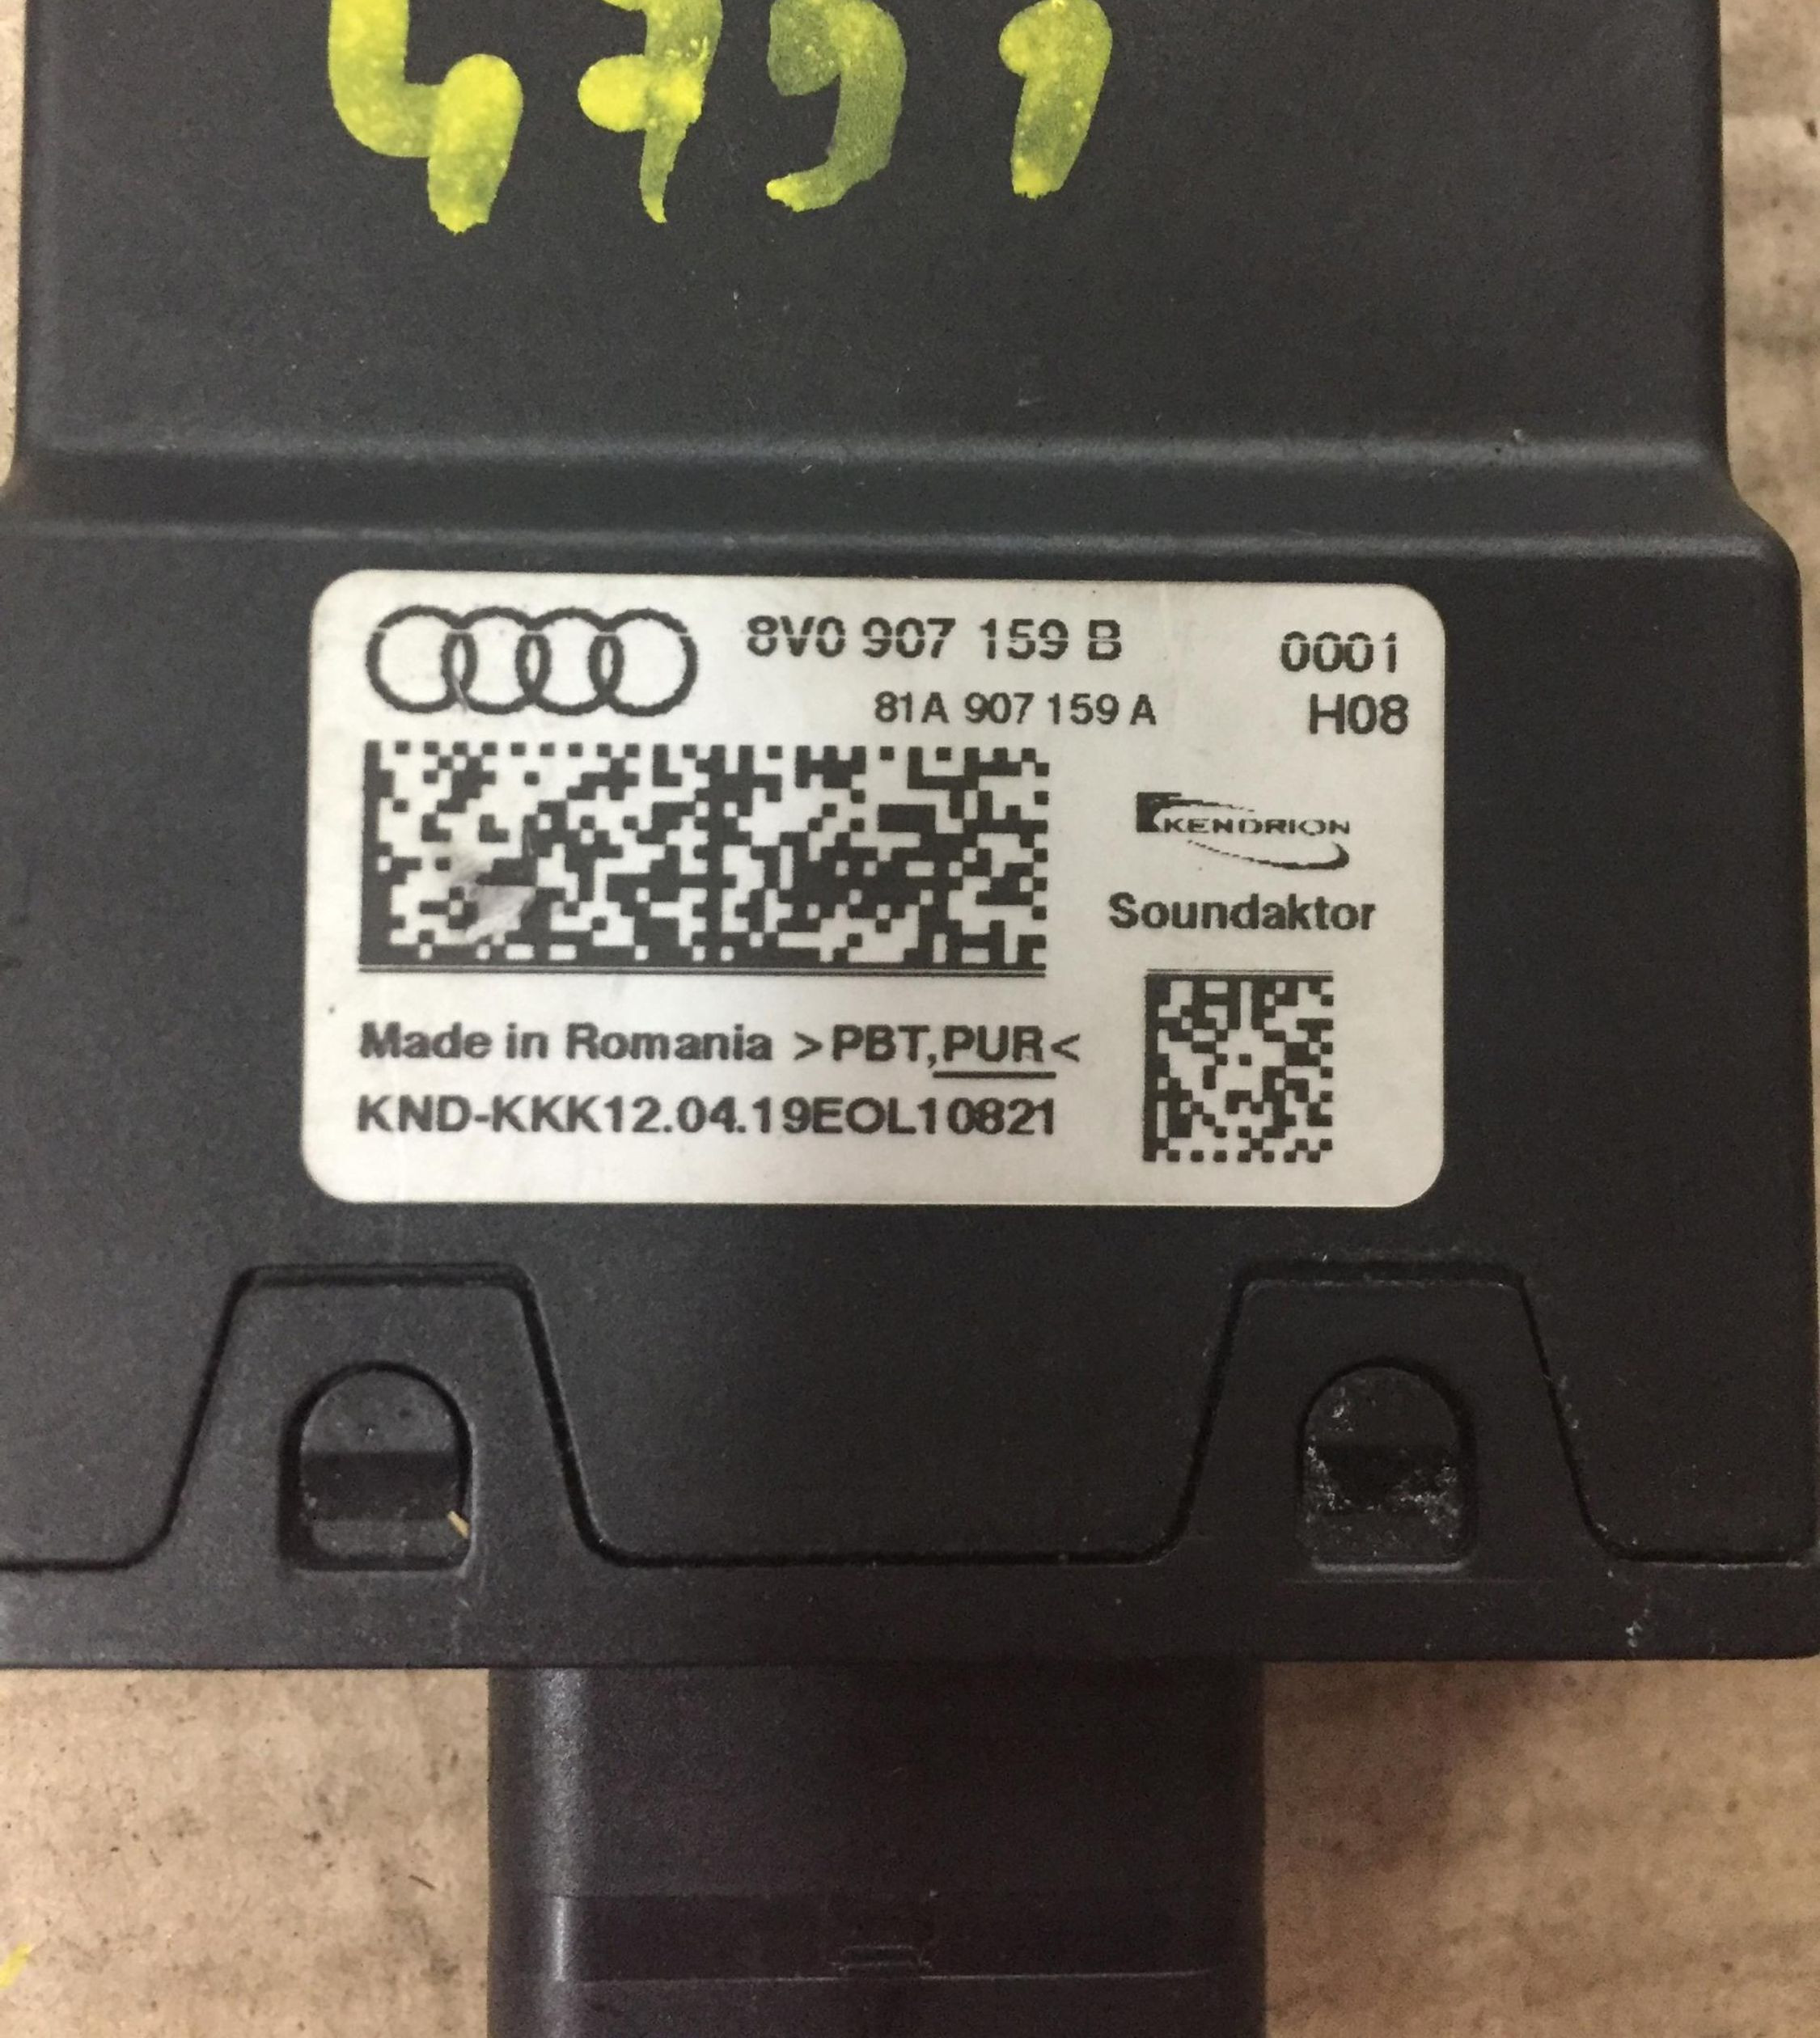 8V0 907 159 B
0001
81A 907 159 A
H08
KENDRION
Soundaktor
Made in Romania >PBT,PUR<
KND-KKK12.04.19EOL10821